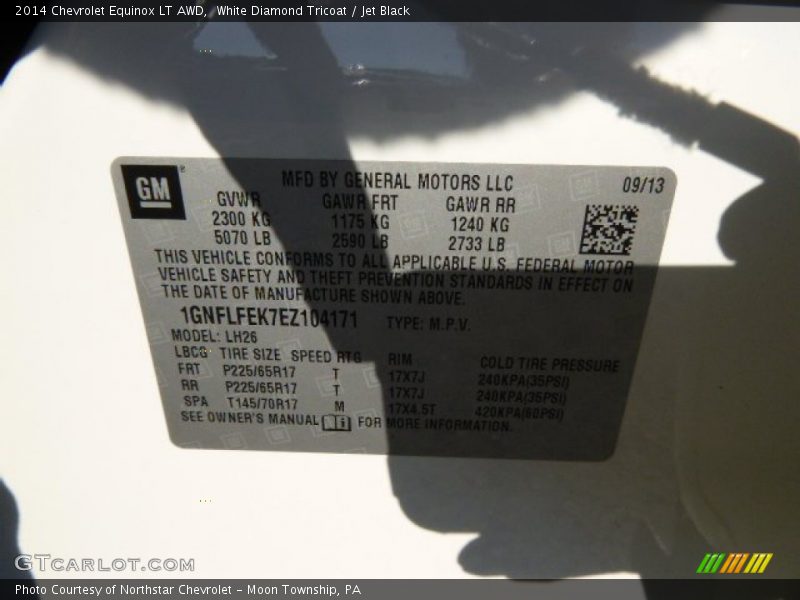 2014 Chevrolet Equinox LT AWD, White Diamond Tricoat / Jet Black
GM
MFD BY GENERAL MOTORS LLC
09/13
GVWR GAWR FRT GAWR RR
2300 KG 1175 KG 1240 KG
5070 LB 2590 LB 2733 LB
THIS VEHICLE CONFORMS TO ALL APPLICABLE U.S. FEDERAL MOTOR
VEHICLE SAFETY AND THEFT PREVENTION STANDARDS IN EFFECT ON
THE DATE OF MANUFACTURE SHOWN ABOVE.
1GNFLFEK7EZ104171 TYPE: M.P.V.
MODEL: LH26
TIRE SIZE SPEED RTG RIM COLD TIRE PRESSURE
FRT P225/65R17 T 17X7J 240KPA(35PSI)
RR P225/65R17 T 17X7J 240KPA(35PSI)
SPA T145/70R17 M 17X4.5T 420KPA(60PSI)
SEE OWNER'S MANUAL i FOR MORE INFORMATION.
GTCARLOT.COM
Photo Courtesy of Northstar Chevrolet - Moon Township, PA